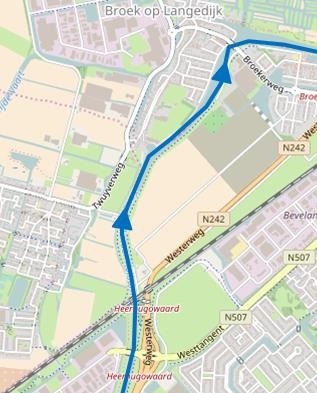 Broek op Langedijk
Broekerweg
Broe
N242
Twuyverweg
N242
Bevelan
Westerweg
N507
Heerhugowaard
N507
Westerweg
Westtangent
Heerhugowaard